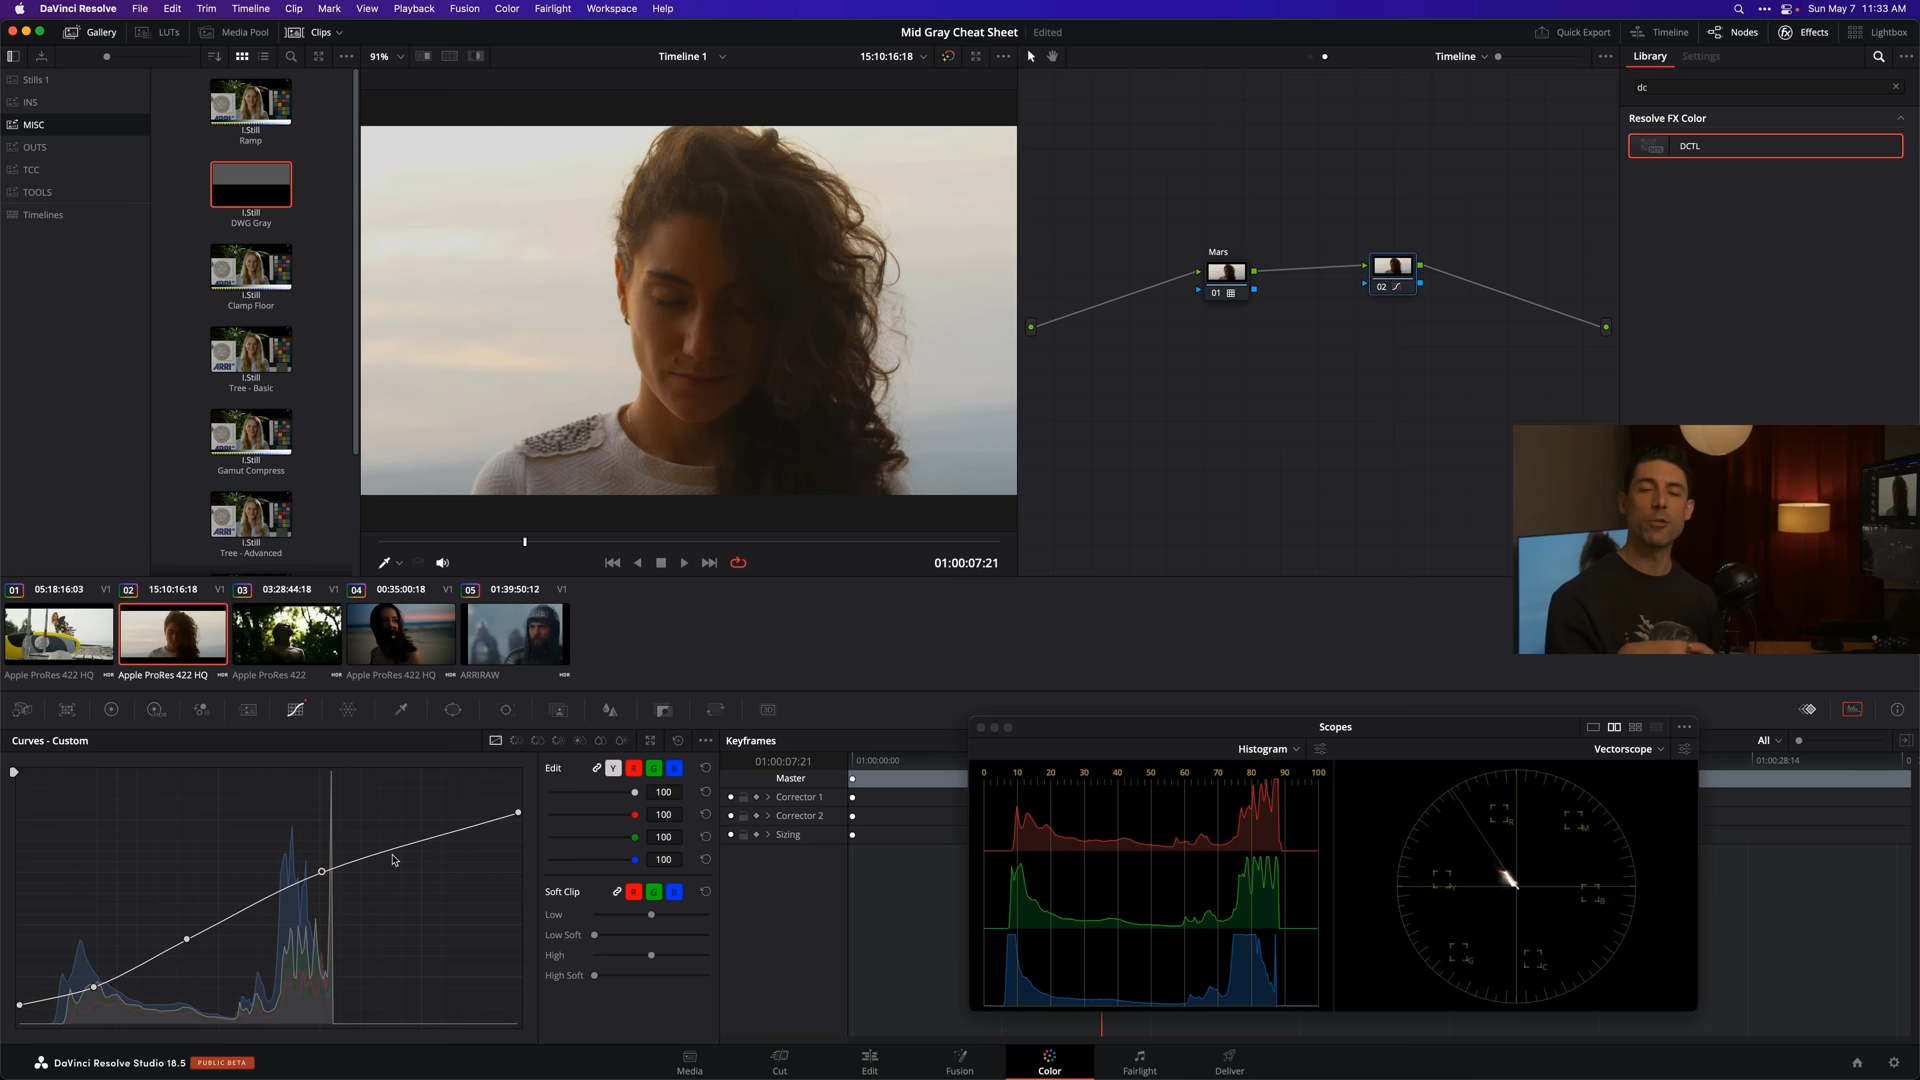 DaVinci Resolve File Edit Trim Timeline Clip Mark View Playback Fusion Color Fairlight Workspace Help Sun May 7 11:33 AM
Gallery LUTs Media Pool Clips Mid Gray Cheat Sheet Edited Quick Export Timeline Nodes Effects Lightbox
91% Timeline 1 15:10:16:18 Timeline Library Settings
Stills 1
INS
MISC
OUTS
TCC
TOOLS
Timelines
I.Still
Ramp
I.Still
DWG Gray
I.Still
Clamp Floor
I.Still
Tree - Basic
I.Still
Gamut Compress
I.Still
Tree - Advanced
dc
Resolve FX Color
DCTL
Mars
01
02
01:00:07:21
01 05:18:16:03 V1 02 15:10:16:18 V1 03 03:28:44:18 V1 04 00:35:00:18 V1 05 01:39:50:12 V1
Apple ProRes 422 HQ HDR Apple ProRes 422 HQ HDR Apple ProRes 422 HDR Apple ProRes 422 HQ HDR ARRIRAW HDR
Curves - Custom
Edit Y R G B
100
100
100
100
Soft Clip R G B
Low
Low Soft
High
High Soft
Keyframes All
01:00:07:21 01:00:00:00 01:00:28:14
Master
Corrector 1
Corrector 2
Sizing
Scopes
Histogram Vectorscope
0 10 20 30 40 50 60 70 80 90 100
R M
Y B
G C
DaVinci Resolve Studio 18.5 PUBLIC BETA
Media Cut Edit Fusion Color Fairlight Deliver